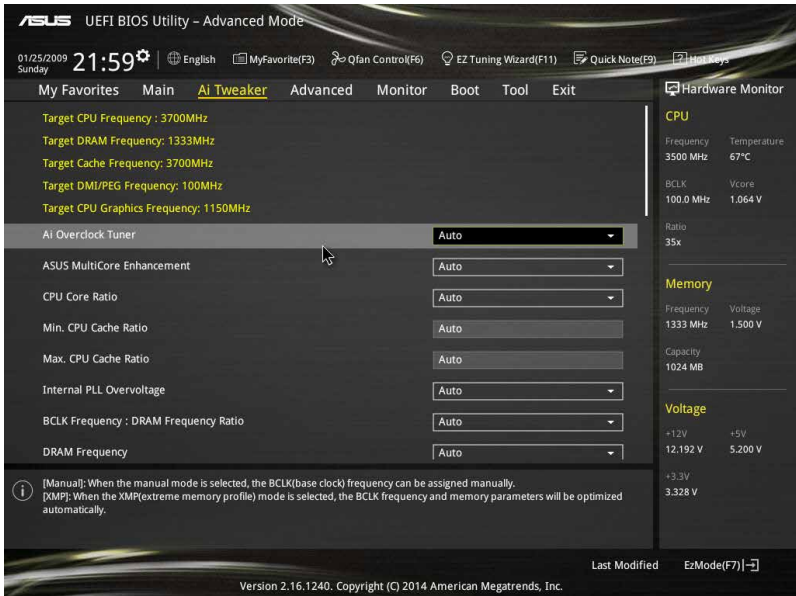 ASUS UEFI BIOS Utility – Advanced Mode
01/25/2009 Sunday 21:59 English MyFavorite(F3) Qfan Control(F6) EZ Tuning Wizard(F11) Quick Note(F9) ? Hot Keys
My Favorites Main Ai Tweaker Advanced Monitor Boot Tool Exit
Target CPU Frequency : 3700MHz
Target DRAM Frequency: 1333MHz
Target Cache Frequency: 3700MHz
Target DMI/PEG Frequency: 100MHz
Target CPU Graphics Frequency: 1150MHz
Ai Overclock Tuner Auto
ASUS MultiCore Enhancement Auto
CPU Core Ratio Auto
Min. CPU Cache Ratio Auto
Max. CPU Cache Ratio Auto
Internal PLL Overvoltage Auto
BCLK Frequency : DRAM Frequency Ratio Auto
DRAM Frequency Auto
[Manual]: When the manual mode is selected, the BCLK(base clock) frequency can be assigned manually.
[XMP]: When the XMP(extreme memory profile) mode is selected, the BCLK frequency and memory parameters will be optimized
automatically.
Hardware Monitor
CPU
Frequency Temperature
3500 MHz 67°C
BCLK Vcore
100.0 MHz 1.064 V
Ratio
35x
Memory
Frequency Voltage
1333 MHz 1.500 V
Capacity
1024 MB
Voltage
+12V +5V
12.192 V 5.200 V
+3.3V
3.328 V
Last Modified EzMode(F7)
Version 2.16.1240. Copyright (C) 2014 American Megatrends, Inc.